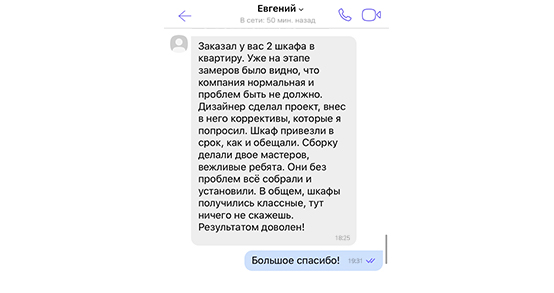 Евгений
В сети: 50 мин. назад
Заказал у вас 2 шкафа в
квартиру. Уже на этапе
замеров было видно, что
компания нормальная и
проблем быть не должно.
Дизайнер сделал проект, внес
в него коррективы, которые я
попросил. Шкаф привезли в
срок, как и обещали. Сборку
делали двое мастеров,
вежливые ребята. Они без
проблем всё собрали и
установили. В общем, шкафы
получились классные, тут
ничего не скажешь.
Результатом доволен!
18:25
Большое спасибо! 19:31